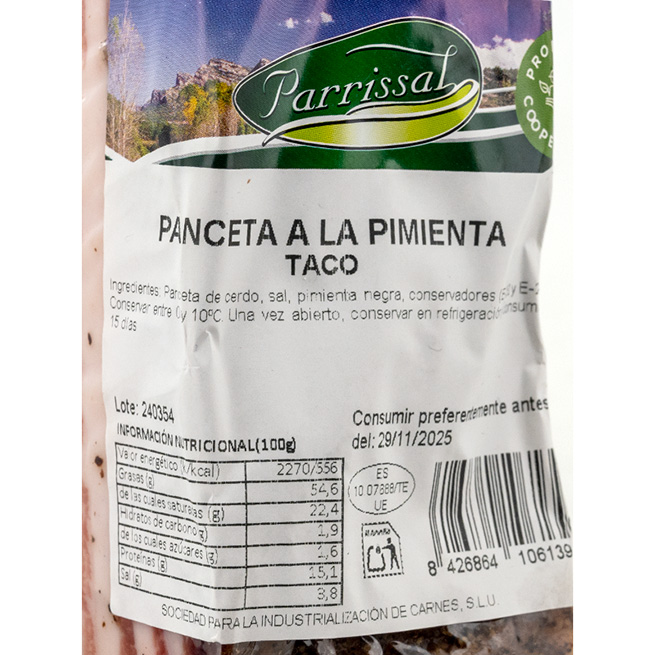 Parrissal
PRO
COOPE
PANCETA A LA PIMIENTA
TACO
Ingredientes: Panceta de cerdo, sal, pimienta negra, conservadores y E-2
Conservar entre 0 y 10ºC. Una vez abierto, conservar en refrigeració
15 días
Lote: 240354
Consumir preferentemente antes
del: 29/11/2025
INFORMACIÓN NUTRICIONAL(100g)
Valor energético (k/kcal) 2270/556
Grasas (g) 54,6
de las cuales saturadas (g) 22,4
Hidratos de carbono g) 1,9
de los cuales azúcares (g) 1,6
Proteínas (g) 15,1
Sal (g) 3,8
ES
10 07888/TE
UE
8 426864 106139
SOCIEDAD PARA LA INDUSTRIALIZACIÓN DE CARNES, S.L.U.